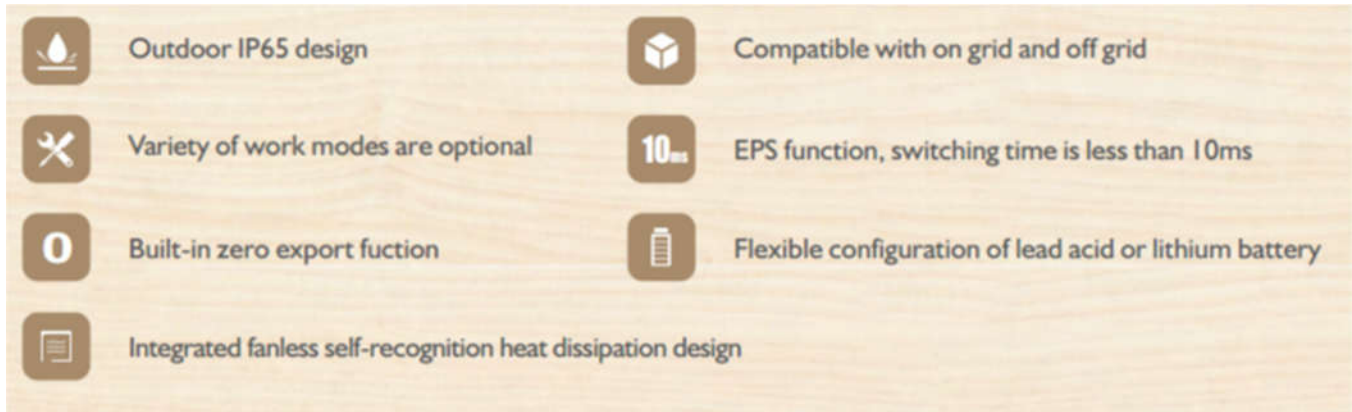 Outdoor IP65 design
Compatible with on grid and off grid
Variety of work modes are optional
10ms
EPS function, switching time is less than 10ms
0
Built-in zero export fuction
Flexible configuration of lead acid or lithium battery
Integrated fanless self-recognition heat dissipation design